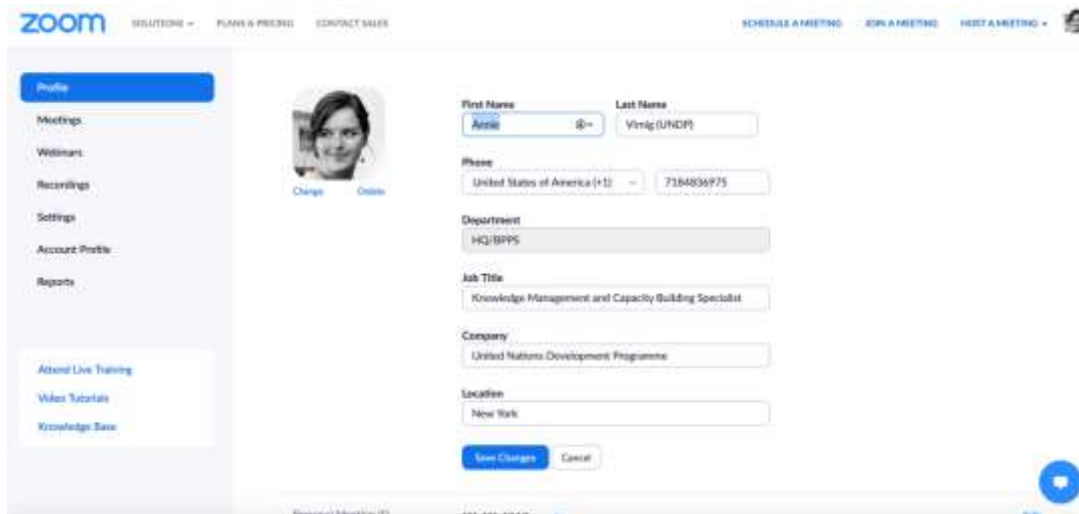 zoom SOLUTIONS PLANS & PRICING CONTACT SALES SCHEDULE A MEETING JOIN A MEETING HOST A MEETING
Profile
Meetings
Webinars
Recordings
Settings
Account Profile
Reports
Attend Live Training
Video Tutorials
Knowledge Base
Change Delete
First Name Last Name
Annie Virnig (UNDP)
Phone
United States of America (+1) 7184836975
Department
HQ/BPPS
Job Title
Knowledge Management and Capacity Building Specialist
Company
United Nations Development Programme
Location
New York
Save Changes Cancel